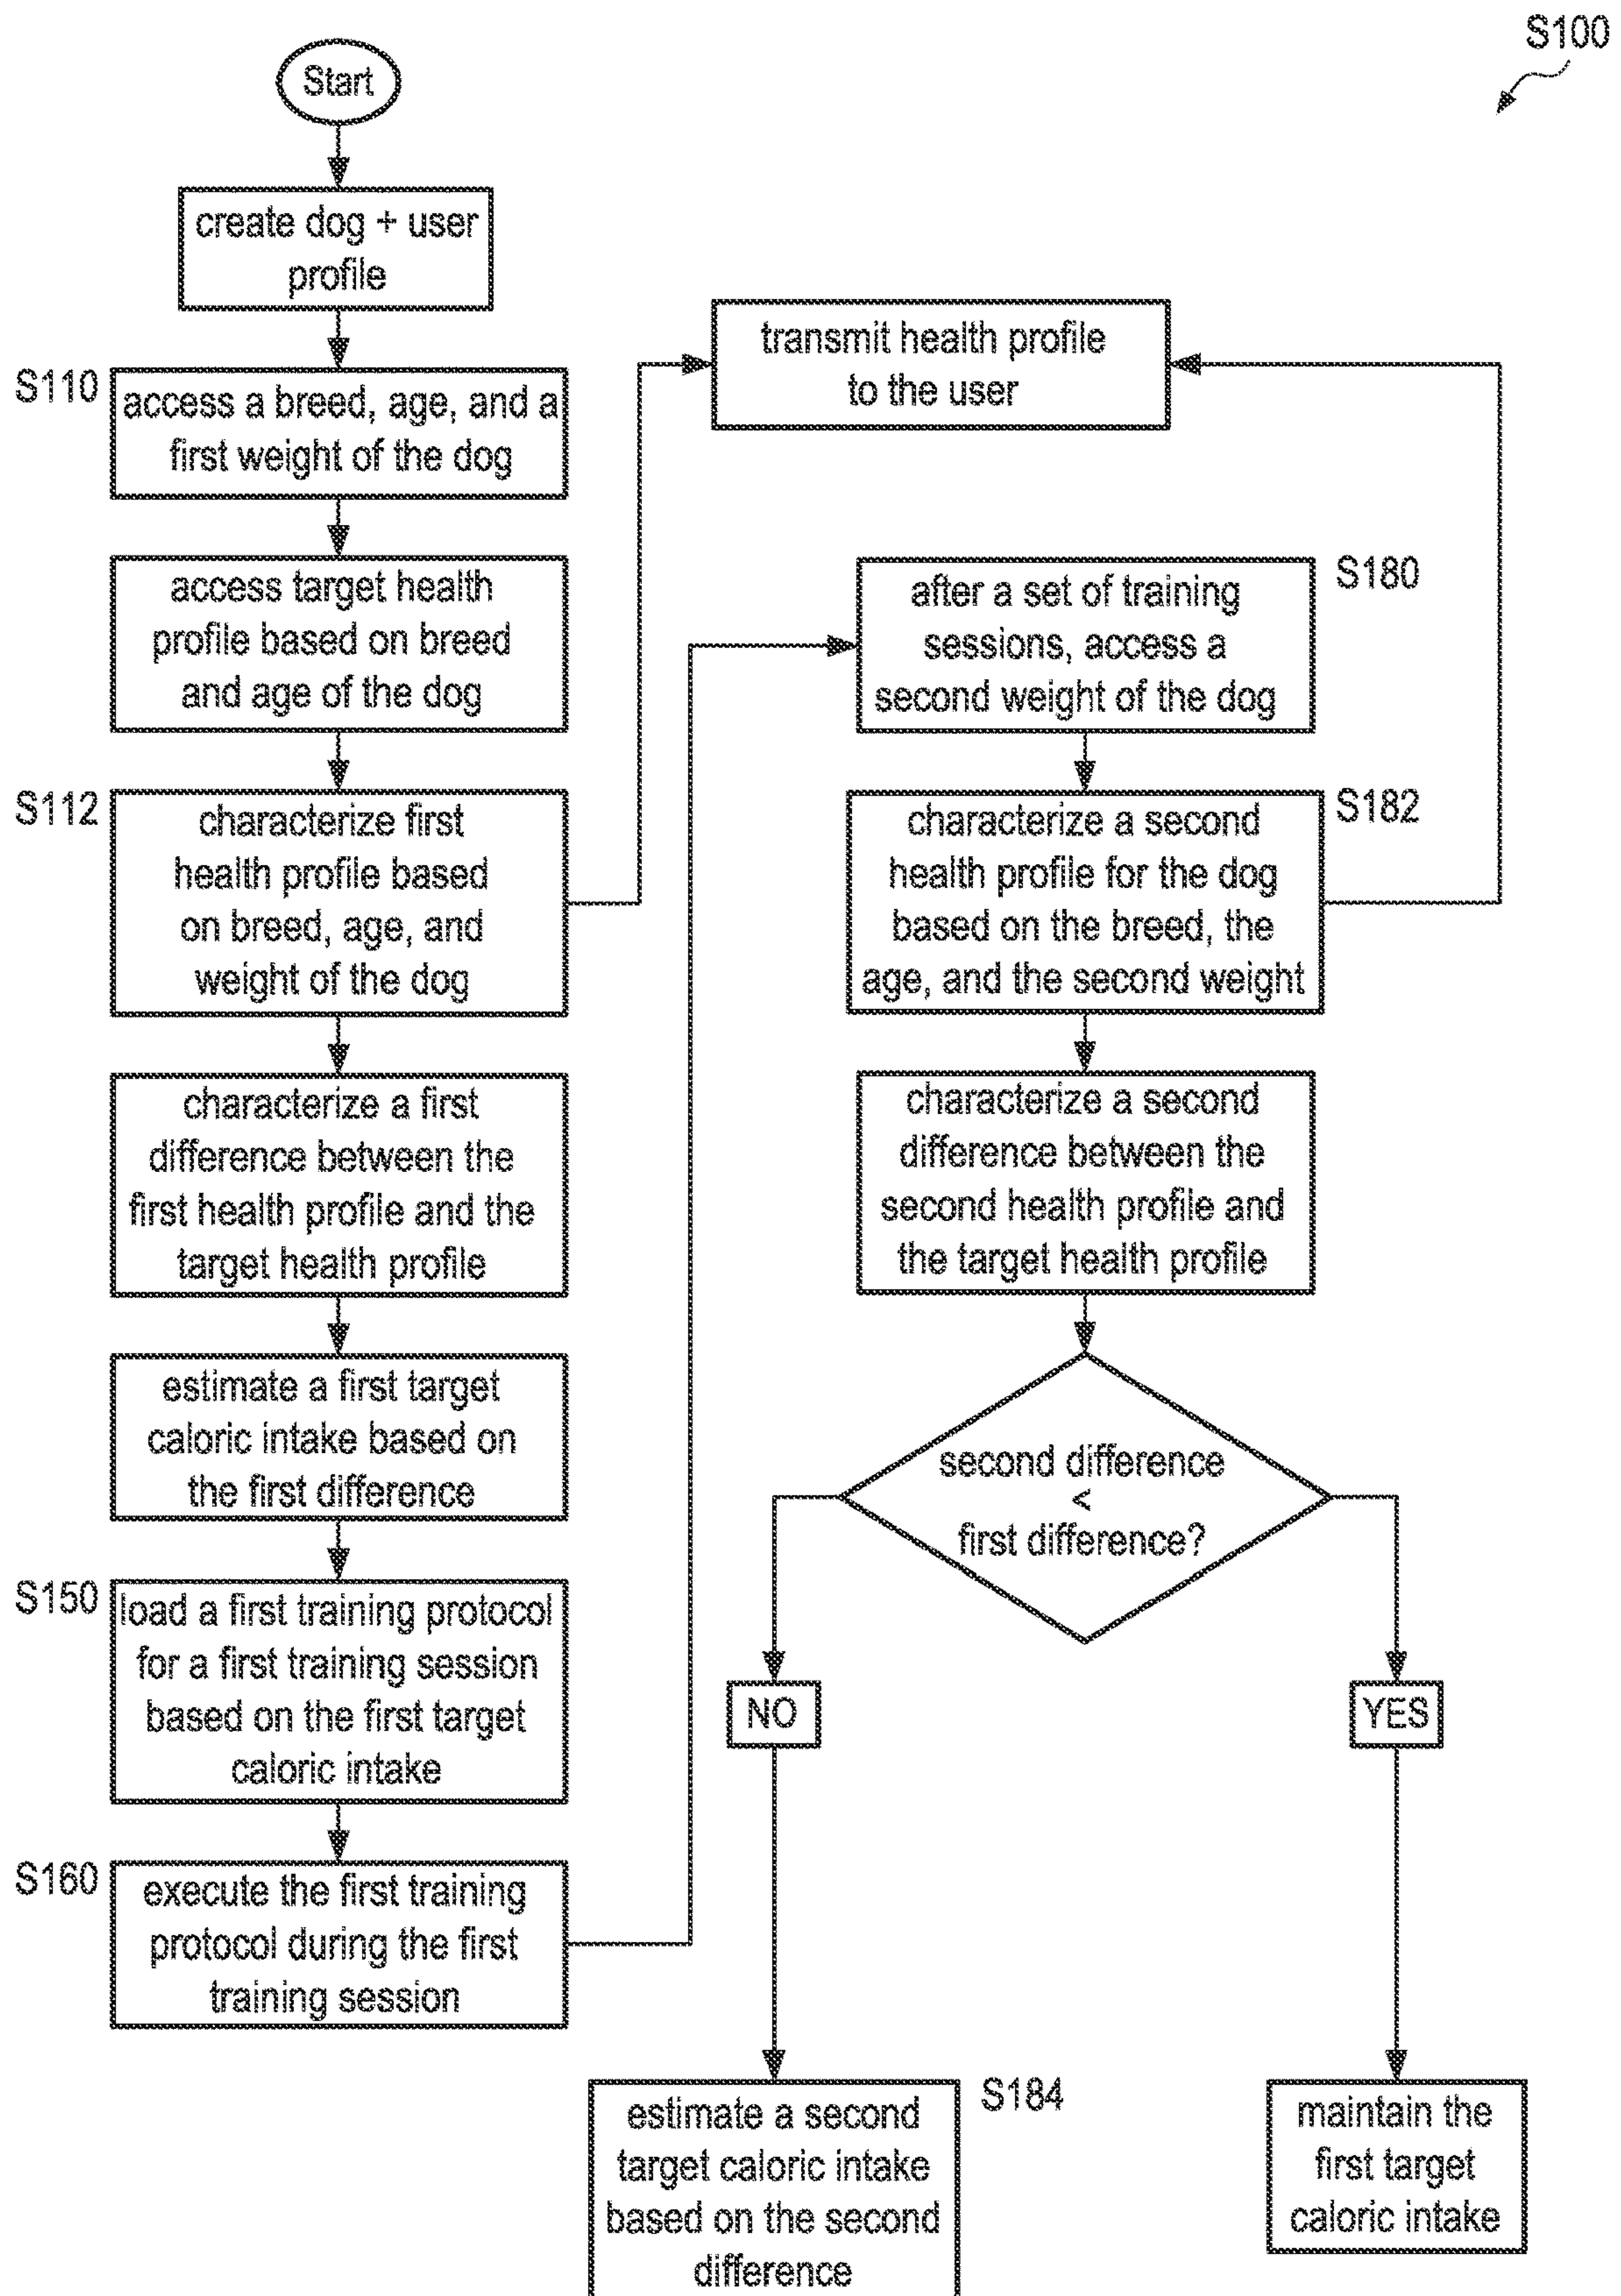 S100
Start
create dog + user
profile
S110
access a breed, age, and a
first weight of the dog
access target health
profile based on breed
and age of the dog
S112
characterize first
health profile based
on breed, age, and
weight of the dog
characterize a first
difference between the
first health profile and the
target health profile
estimate a first target
caloric intake based on
the first difference
S150
load a first training protocol
for a first training session
based on the first target
caloric intake
S160
execute the first training
protocol during the first
training session
transmit health profile
to the user
S180
after a set of training
sessions, access a
second weight of the dog
S182
characterize a second
health profile for the dog
based on the breed, the
age, and the second weight
characterize a second
difference between the
second health profile and
the target health profile
second difference
<
first difference?
NO
YES
S184
estimate a second
target caloric intake
based on the second
difference
maintain the
first target
caloric intake